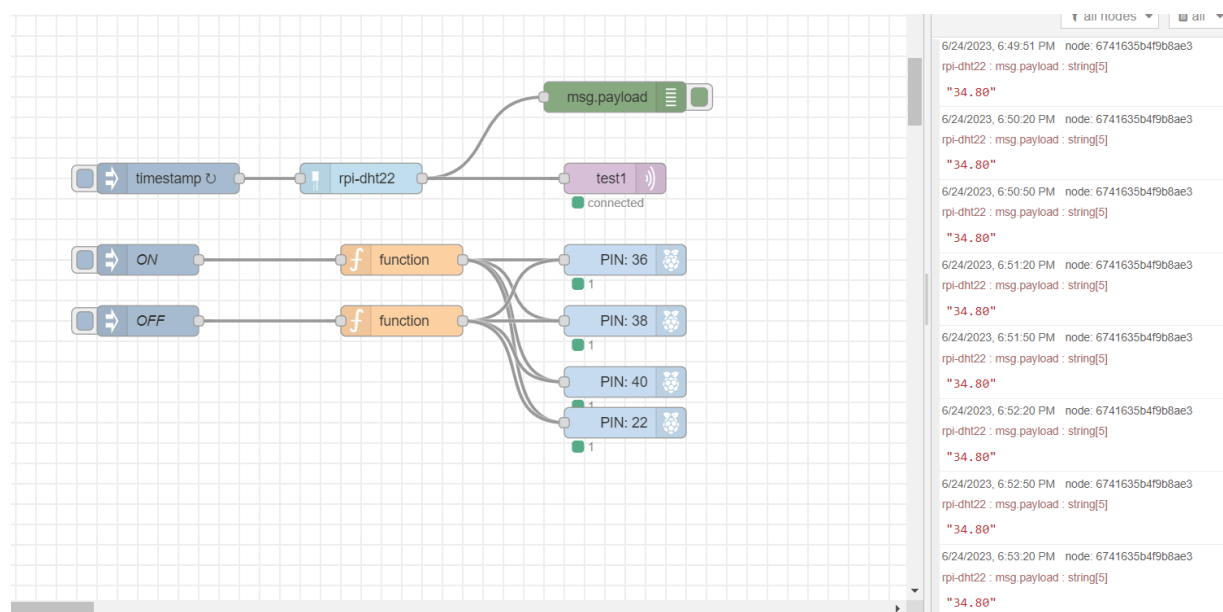 all nodes
all
msg.payload
timestamp ↻
rpi-dht22
test1
connected
ON
function
PIN: 36
1
OFF
function
PIN: 38
1
PIN: 40
1
PIN: 22
1
6/24/2023, 6:49:51 PM node: 6741635b4f9b8ae3
rpi-dht22 : msg.payload : string[5]
"34.80"
6/24/2023, 6:50:20 PM node: 6741635b4f9b8ae3
rpi-dht22 : msg.payload : string[5]
"34.80"
6/24/2023, 6:50:50 PM node: 6741635b4f9b8ae3
rpi-dht22 : msg.payload : string[5]
"34.80"
6/24/2023, 6:51:20 PM node: 6741635b4f9b8ae3
rpi-dht22 : msg.payload : string[5]
"34.80"
6/24/2023, 6:51:50 PM node: 6741635b4f9b8ae3
rpi-dht22 : msg.payload : string[5]
"34.80"
6/24/2023, 6:52:20 PM node: 6741635b4f9b8ae3
rpi-dht22 : msg.payload : string[5]
"34.80"
6/24/2023, 6:52:50 PM node: 6741635b4f9b8ae3
rpi-dht22 : msg.payload : string[5]
"34.80"
6/24/2023, 6:53:20 PM node: 6741635b4f9b8ae3
rpi-dht22 : msg.payload : string[5]
"34.80"